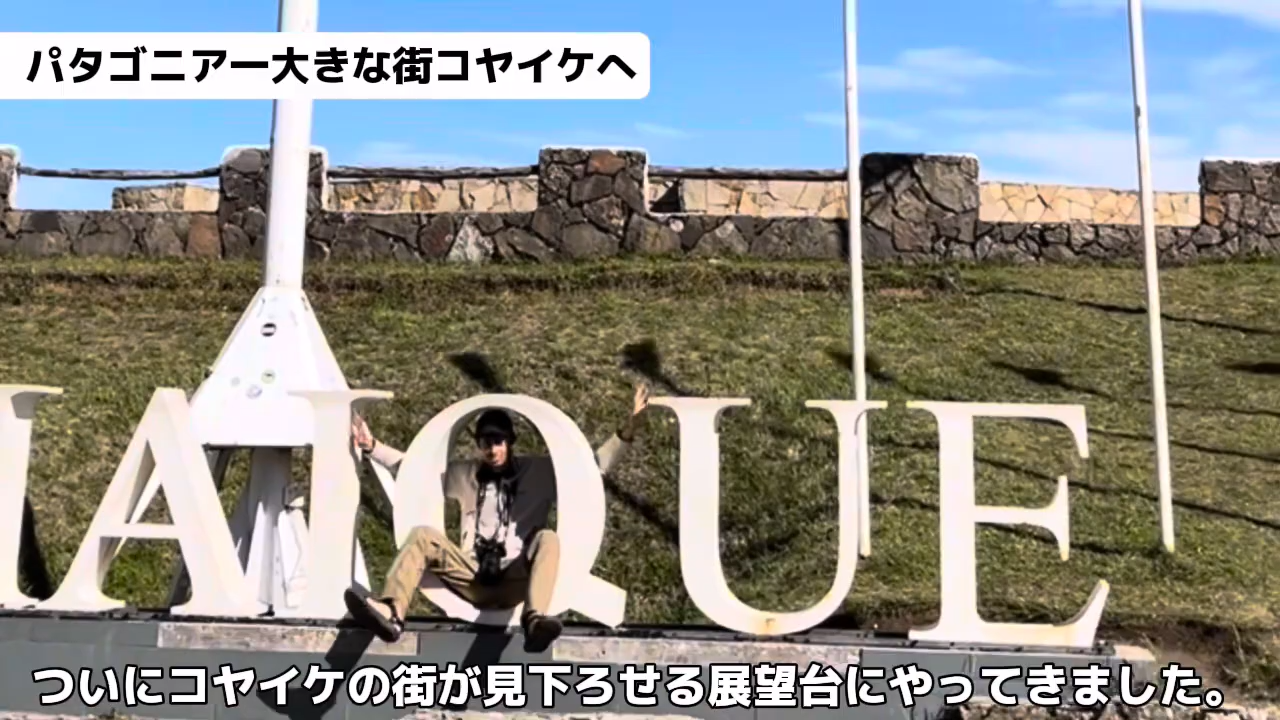 パタゴニア一大きな街コヤイケへ
AIQUE
ついにコヤイケの街が見下ろせる展望台にやってきました。